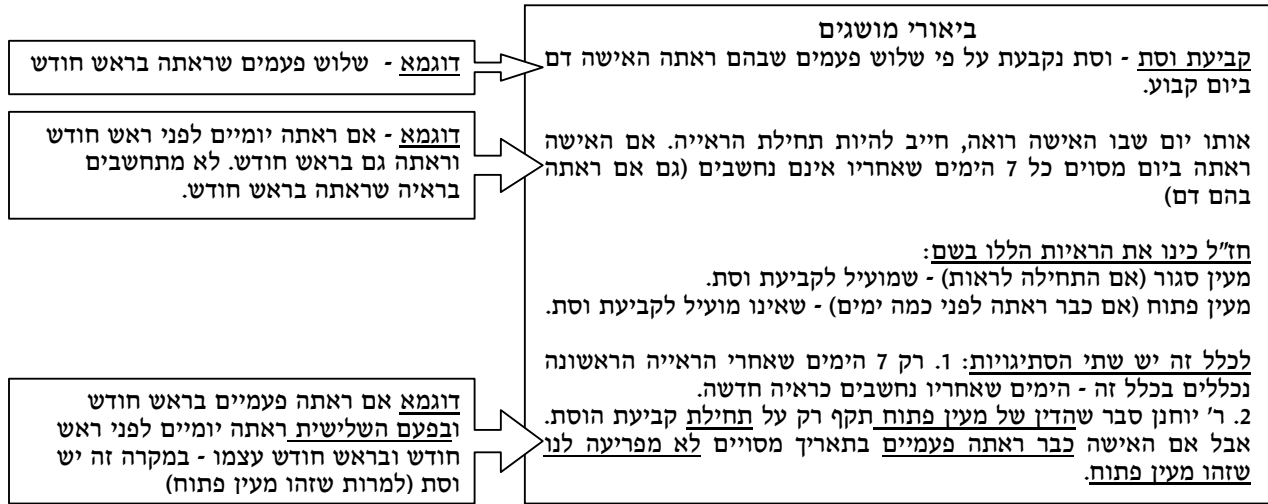 ביאורי מושגים
קביעת וסת - וסת נקבעת על פי שלוש פעמים שבהם ראתה האישה דם
ביום קבוע.
דוגמא - שלוש פעמים שראתה בראש חודש
אותו יום שבו האישה רואה, חייב להיות תחילת הראייה. אם האישה
ראתה ביום מסוים כל 7 הימים שאחריו אינם נחשבים (גם אם ראתה
בהם דם)
דוגמא - אם ראתה יומיים לפני ראש חודש
וראתה גם בראש חודש. לא מתחשבים
בראיה שראתה בראש חודש.
חז"ל כינו את הראיות הללו בשם:
מעין סגור (אם התחילה לראות) - שמועיל לקביעת וסת.
מעין פתוח (אם כבר ראתה לפני כמה ימים) - שאינו מועיל לקביעת וסת.
לכלל זה יש שתי הסתיגויות: 1. רק 7 הימים שאחרי הראייה הראשונה
נכללים בכלל זה - הימים שאחריו נחשבים כראיה חדשה.
2. ר' יוחנן סבר שהדין של מעין פתוח תקף רק על תחילת קביעת הוסת.
אבל אם האישה כבר ראתה פעמיים בתאריך מסויים לא מפריעה לנו
שזהו מעין פתוח.
דוגמא אם ראתה פעמיים בראש חודש
ובפעם השלישית ראתה יומיים לפני ראש
חודש ובראש חודש עצמו - במקרה זה יש
וסת (למרות שזהו מעין פתוח)